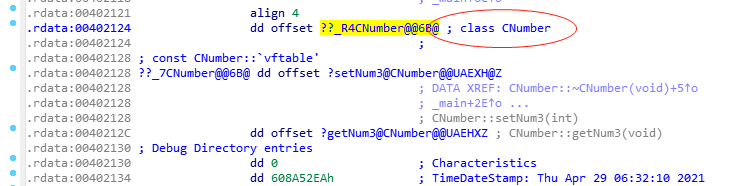 ; _main+6E↑o ...
.rdata:00402121 align 4
.rdata:00402124 dd offset ??_R4CNumber@@6B@ ; class CNumber
.rdata:00402124 ;
.rdata:00402128 ; const CNumber::`vftable'
.rdata:00402128 ??_7CNumber@@6B@ dd offset ?setNum3@CNumber@@UAEXH@Z
.rdata:00402128 ; DATA XREF: CNumber::~CNumber(void)+5↑o
.rdata:00402128 ; _main+2E↑o ...
.rdata:00402128 ; CNumber::setNum3(int)
.rdata:0040212C dd offset ?getNum3@CNumber@@UAEHXZ ; CNumber::getNum3(void)
.rdata:00402130 ; Debug Directory entries
.rdata:00402130 dd 0 ; Characteristics
.rdata:00402134 dd 608A52EAh ; TimeDateStamp: Thu Apr 29 06:32:10 2021